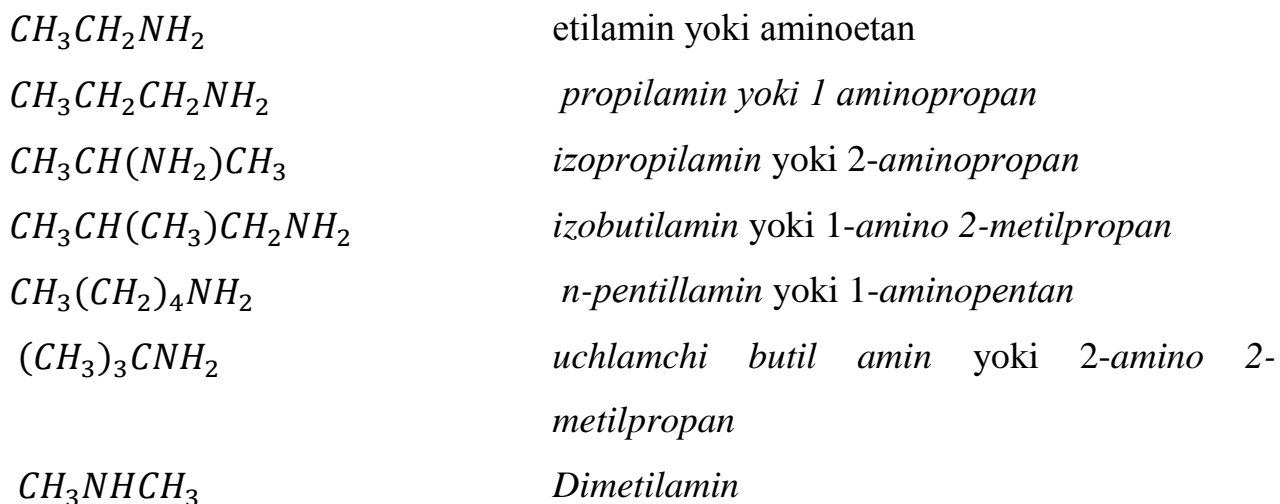 CH₃CH₂NH₂ etilamin yoki aminoetan
CH₃CH₂CH₂NH₂ propilamin yoki 1 aminopropan
CH₃CH(NH₂)CH₃ izopropilamin yoki 2-aminopropan
CH₃CH(CH₃)CH₂NH₂ izobutilamin yoki 1-amino 2-metilpropan
CH₃(CH₂)₄NH₂ n-pentillamin yoki 1-aminopentan
(CH₃)₃CNH₂ uchlamchi butil amin yoki 2-amino 2-
metilpropan
CH₃NHCH₃ Dimetilamin